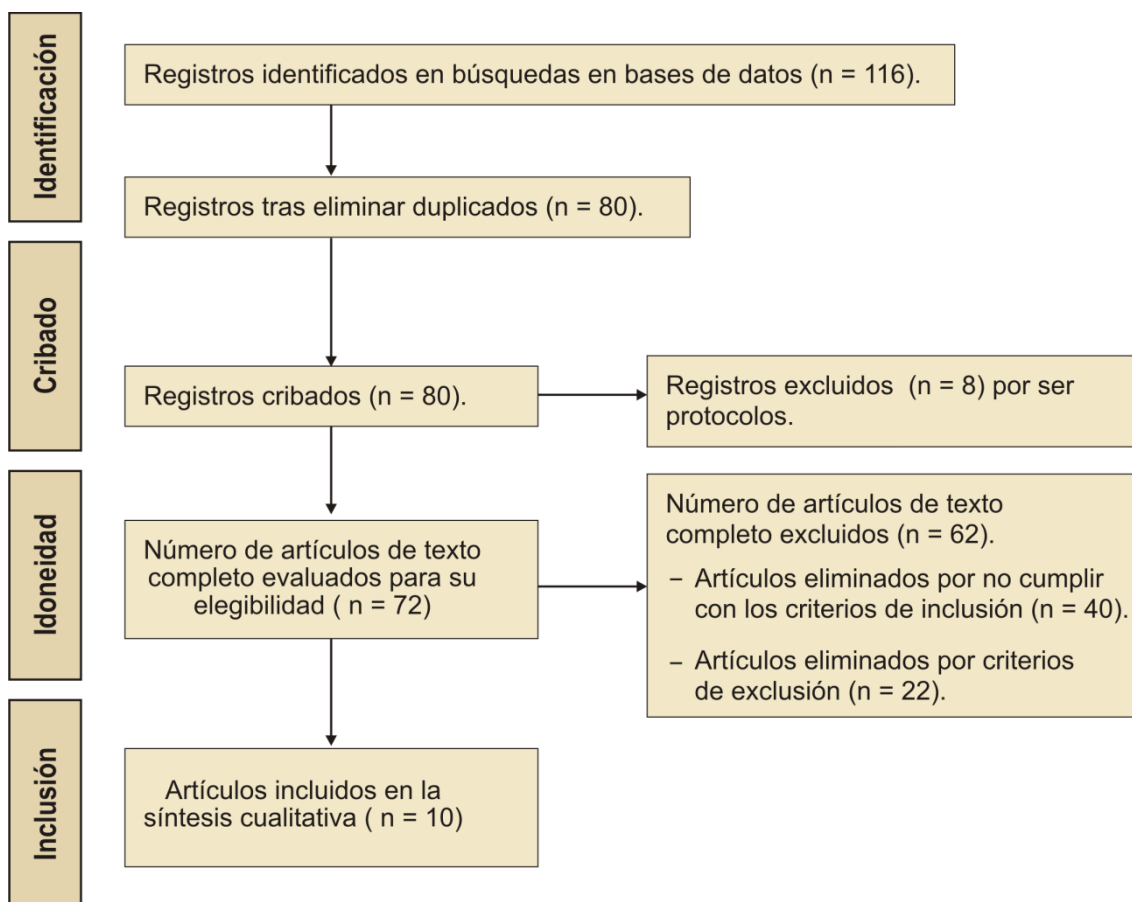 Identificación
Registros identificados en búsquedas en bases de datos (n = 116).
Registros tras eliminar duplicados (n = 80).
Cribado
Registros cribados (n = 80).
Registros excluidos (n = 8) por ser
protocolos.
Idoneidad
Número de artículos de texto
completo evaluados para su
elegibilidad ( n = 72)
Número de artículos de texto
completo excluidos (n = 62).
– Artículos eliminados por no cumplir
con los criterios de inclusión (n = 40).
– Artículos eliminados por criterios
de exclusión (n = 22).
Inclusión
Artículos incluidos en la
síntesis cualitativa ( n = 10)